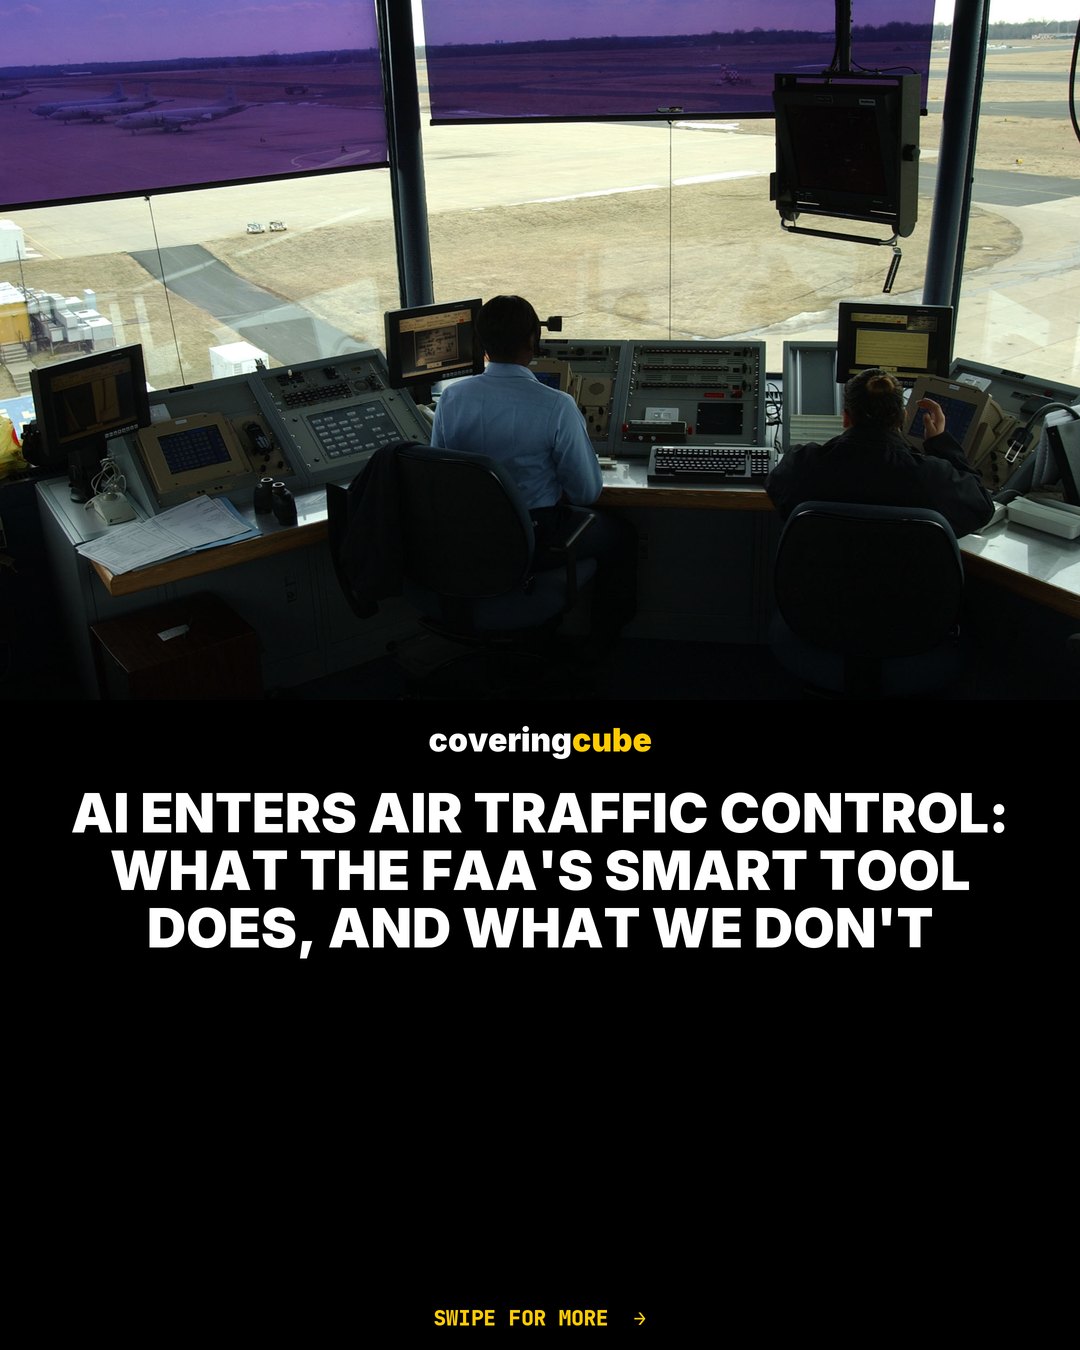 coveringcube
AI ENTERS AIR TRAFFIC CONTROL:
WHAT THE FAA'S SMART TOOL
DOES, AND WHAT WE DON'T
SWIPE FOR MORE →